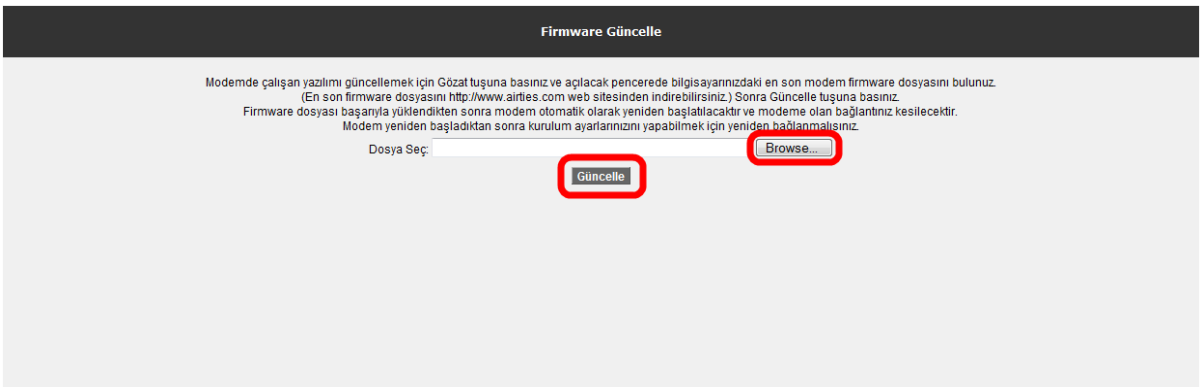 Firmware Güncelle
Modemde çalışan yazılımı güncellemek için Gözat tuşuna basınız ve açılacak pencerede bilgisayarınızdaki en son modem firmware dosyasını bulunuz.
(En son firmware dosyasını http://www.airties.com web sitesinden indirebilirsiniz.) Sonra Güncelle tuşuna basınız.
Firmware dosyası başarıyla yüklendikten sonra modem otomatik olarak yeniden başlatılacaktır ve modeme olan bağlantınız kesilecektir.
Modem yeniden başladıktan sonra kurulum ayarlarınızını yapabilmek için yeniden bağlanmalısınız.
Dosya Seç: Browse...
Güncelle